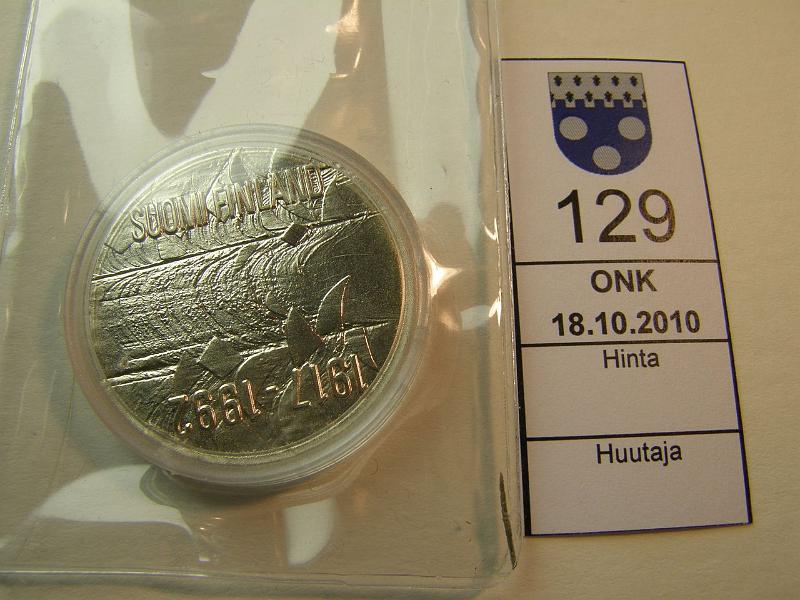 SUOMI FINLAND
1917 - 1992
129
ONK
18.10.2010
Hinta
Huutaja